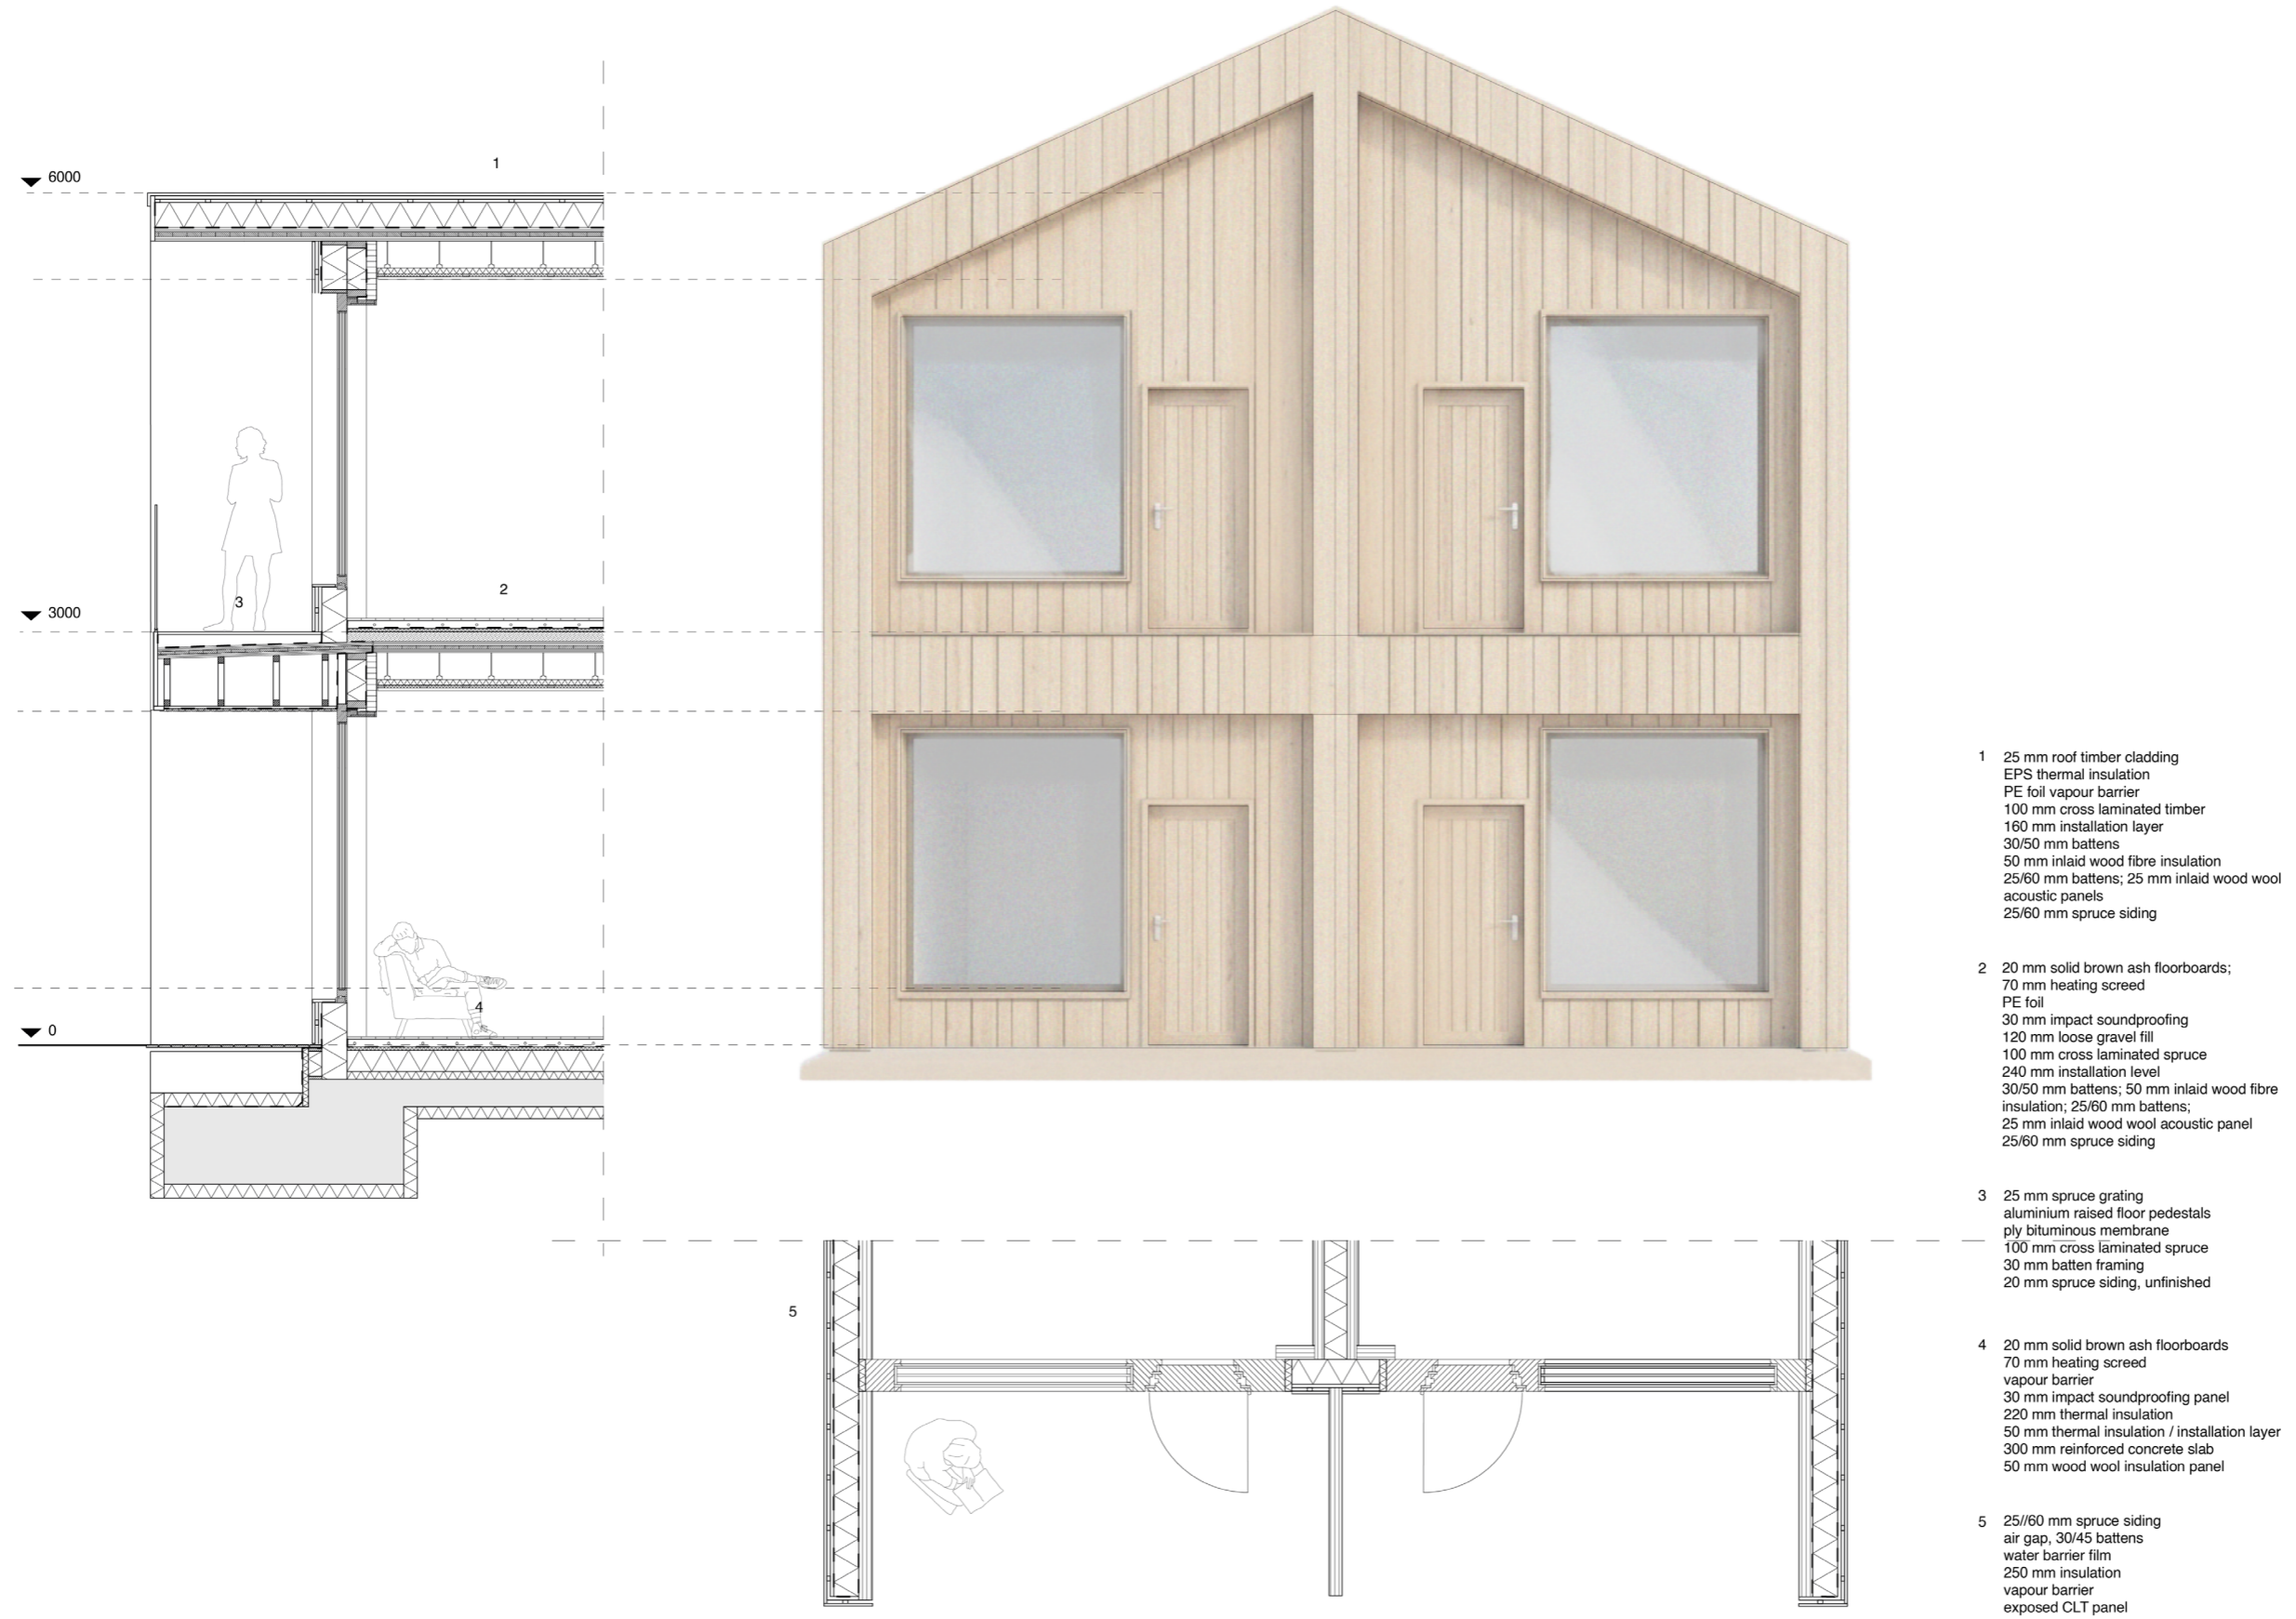 1
6000
2
3
3000
4
0
5
1 25 mm roof timber cladding
EPS thermal insulation
PE foil vapour barrier
100 mm cross laminated timber
160 mm installation layer
30/50 mm battens
50 mm inlaid wood fibre insulation
25/60 mm battens; 25 mm inlaid wood wool
acoustic panels
25/60 mm spruce siding
2 20 mm solid brown ash floorboards;
70 mm heating screed
PE foil
30 mm impact soundproofing
120 mm loose gravel fill
100 mm cross laminated spruce
240 mm installation level
30/50 mm battens; 50 mm inlaid wood fibre
insulation; 25/60 mm battens;
25 mm inlaid wood wool acoustic panel
25/60 mm spruce siding
3 25 mm spruce grating
aluminium raised floor pedestals
ply bituminous membrane
100 mm cross laminated spruce
30 mm batten framing
20 mm spruce siding, unfinished
4 20 mm solid brown ash floorboards
70 mm heating screed
vapour barrier
30 mm impact soundproofing panel
220 mm thermal insulation
50 mm thermal insulation / installation layer
300 mm reinforced concrete slab
50 mm wood wool insulation panel
5 25//60 mm spruce siding
air gap, 30/45 battens
water barrier film
250 mm insulation
vapour barrier
exposed CLT panel